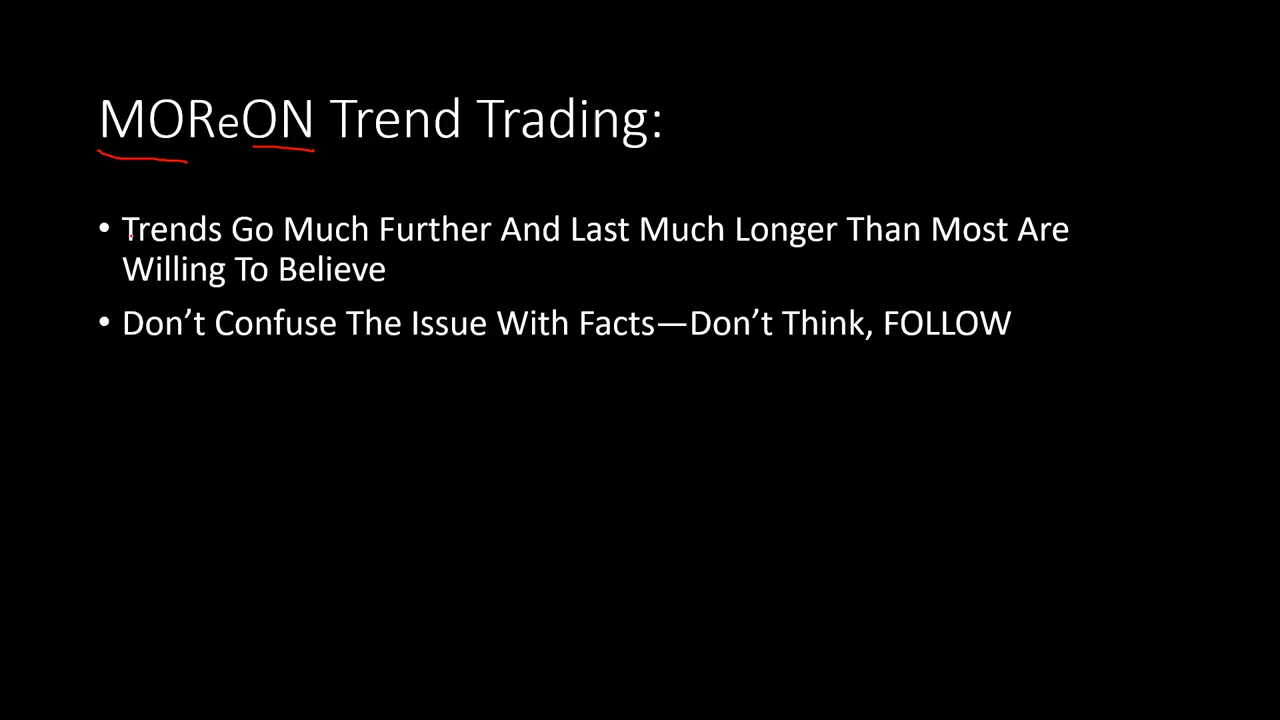 MOReON Trend Trading:
• Trends Go Much Further And Last Much Longer Than Most Are
Willing To Believe
• Don’t Confuse The Issue With Facts—Don’t Think, FOLLOW